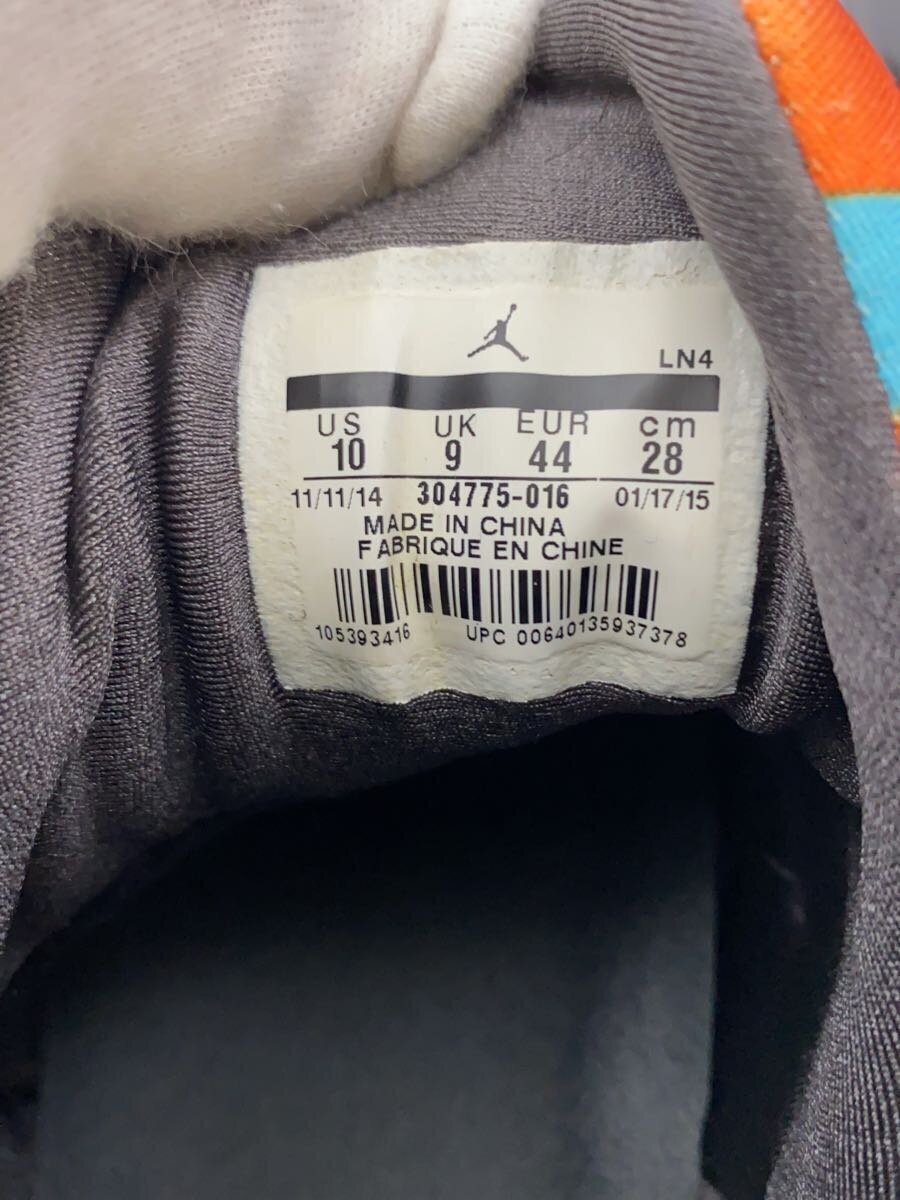 LN4
US UK EUR cm
10 9 44 28
11/11/14 304775-016 01/17/15
MADE IN CHINA
FABRIQUE EN CHINE
105393416 UPC 00640135937378